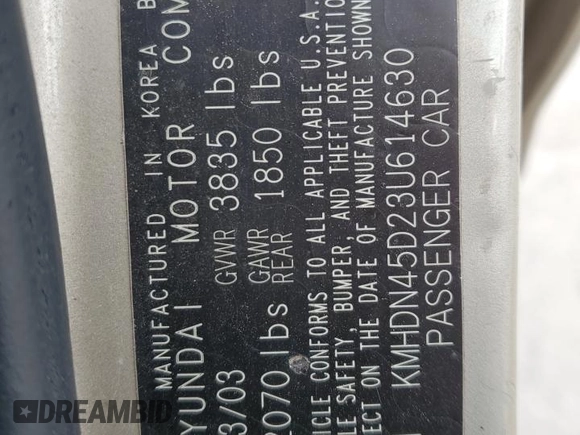 MANUFACTURED IN KOREA B
YUNDAI MOTOR COM
3/03 GVWR 3835 lbs
2070 lbs GAWR REAR 1850 lbs
ICLE CONFORMS TO ALL APPLICABLE U.S.A.
LE SAFETY, BUMPER, AND THEFT PREVENTIO
ECT ON THE DATE OF MANUFACTURE SHOWN
KMHDN45D23U614630
PASSENGER CAR
DREAMBID